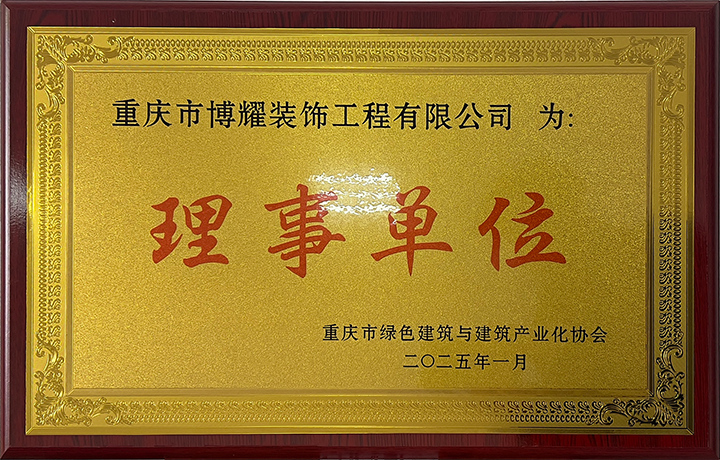 重庆市博耀装饰工程有限公司 为:
理事单位
重庆市绿色建筑与建筑产业化协会
二〇二五年一月